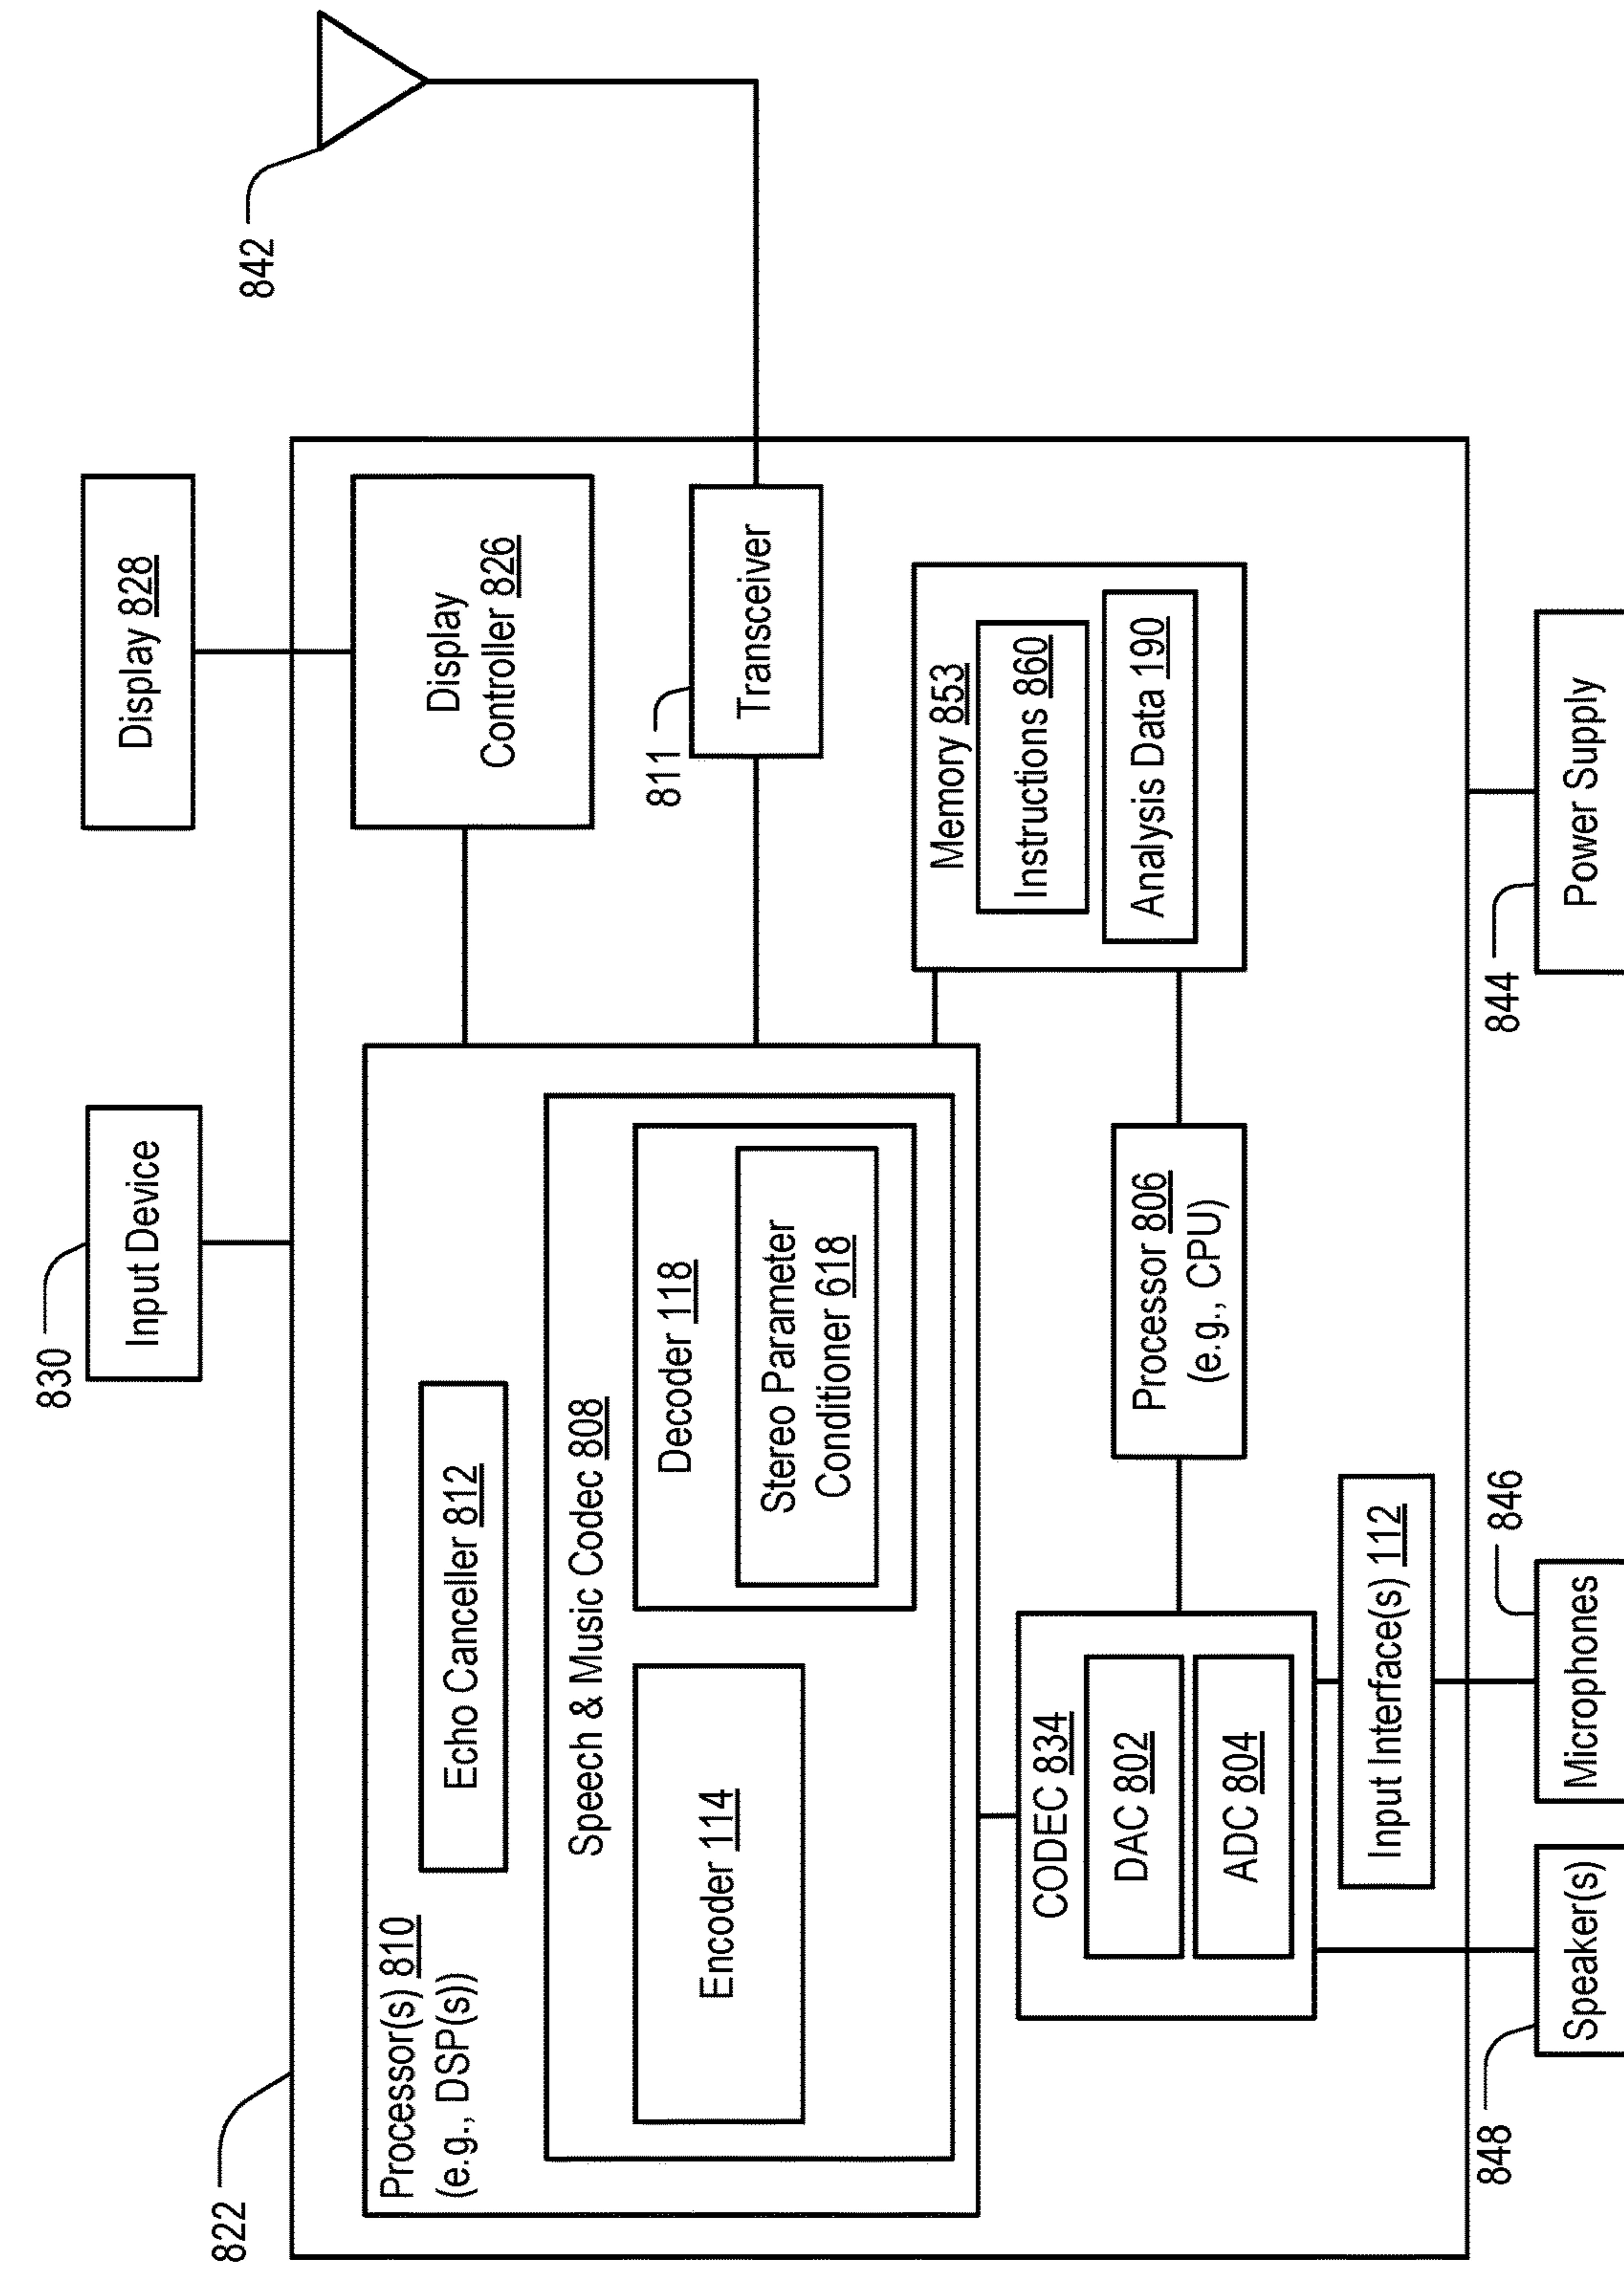 842
830
Input Device
Display 828
822
Processor(s) 810
(e.g., DSP(s))
Echo Canceller 812
Display
Controller 826
Speech & Music Codec 808
Encoder 114
Decoder 118
Stereo Parameter
Conditioner 618
811
Transceiver
Memory 853
Instructions 860
Analysis Data 190
CODEC 834
DAC 802
ADC 804
Processor 806
(e.g., CPU)
Input Interface(s) 112
848
Speaker(s)
846
Microphones
844
Power Supply